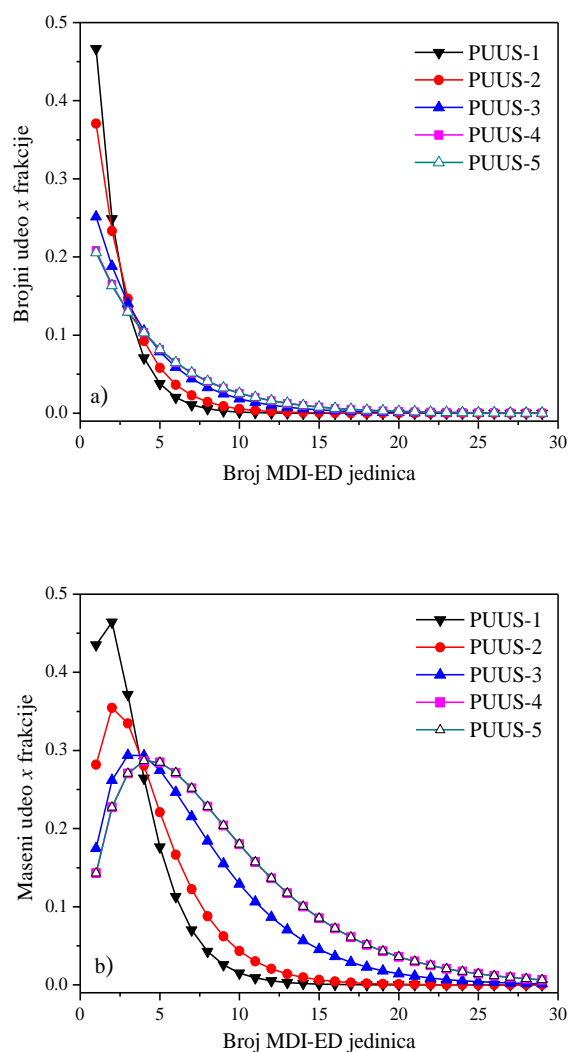 0.5
0.4
0.3
0.2
0.1
0.0
Brojni udeo x frakcije
PUUS-1
PUUS-2
PUUS-3
PUUS-4
PUUS-5
a)
0 5 10 15 20 25 30
Broj MDI-ED jedinica
0.5
0.4
0.3
0.2
0.1
0.0
Maseni udeo x frakcije
PUUS-1
PUUS-2
PUUS-3
PUUS-4
PUUS-5
b)
0 5 10 15 20 25 30
Broj MDI-ED jedinica